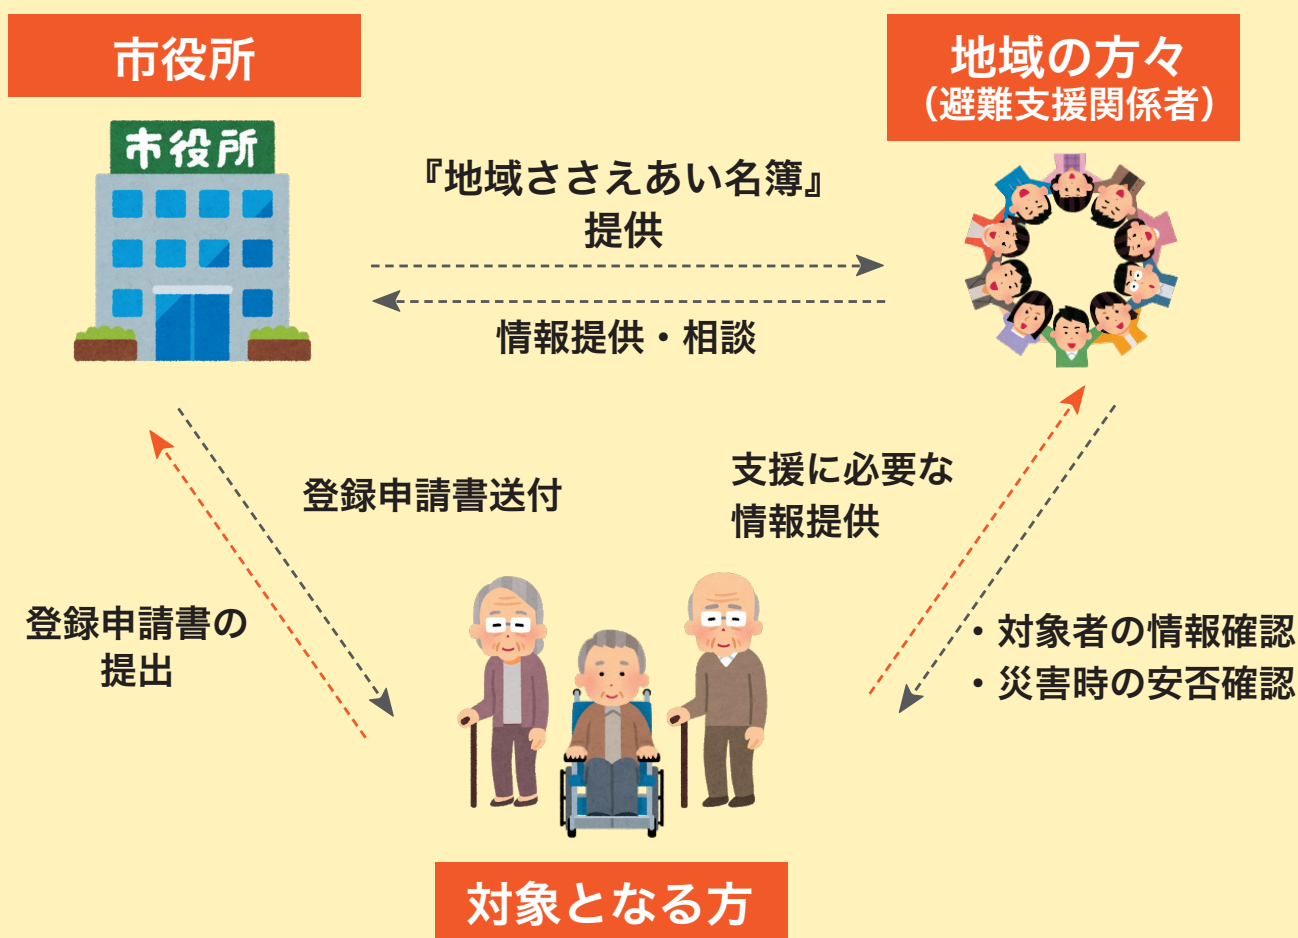 市役所
地域の方々
（避難支援関係者）
市役所
『地域ささえあい名簿』
提供
情報提供・相談
登録申請書送付
支援に必要な
情報提供
登録申請書の
提出
・対象者の情報確認
・災害時の安否確認
対象となる方